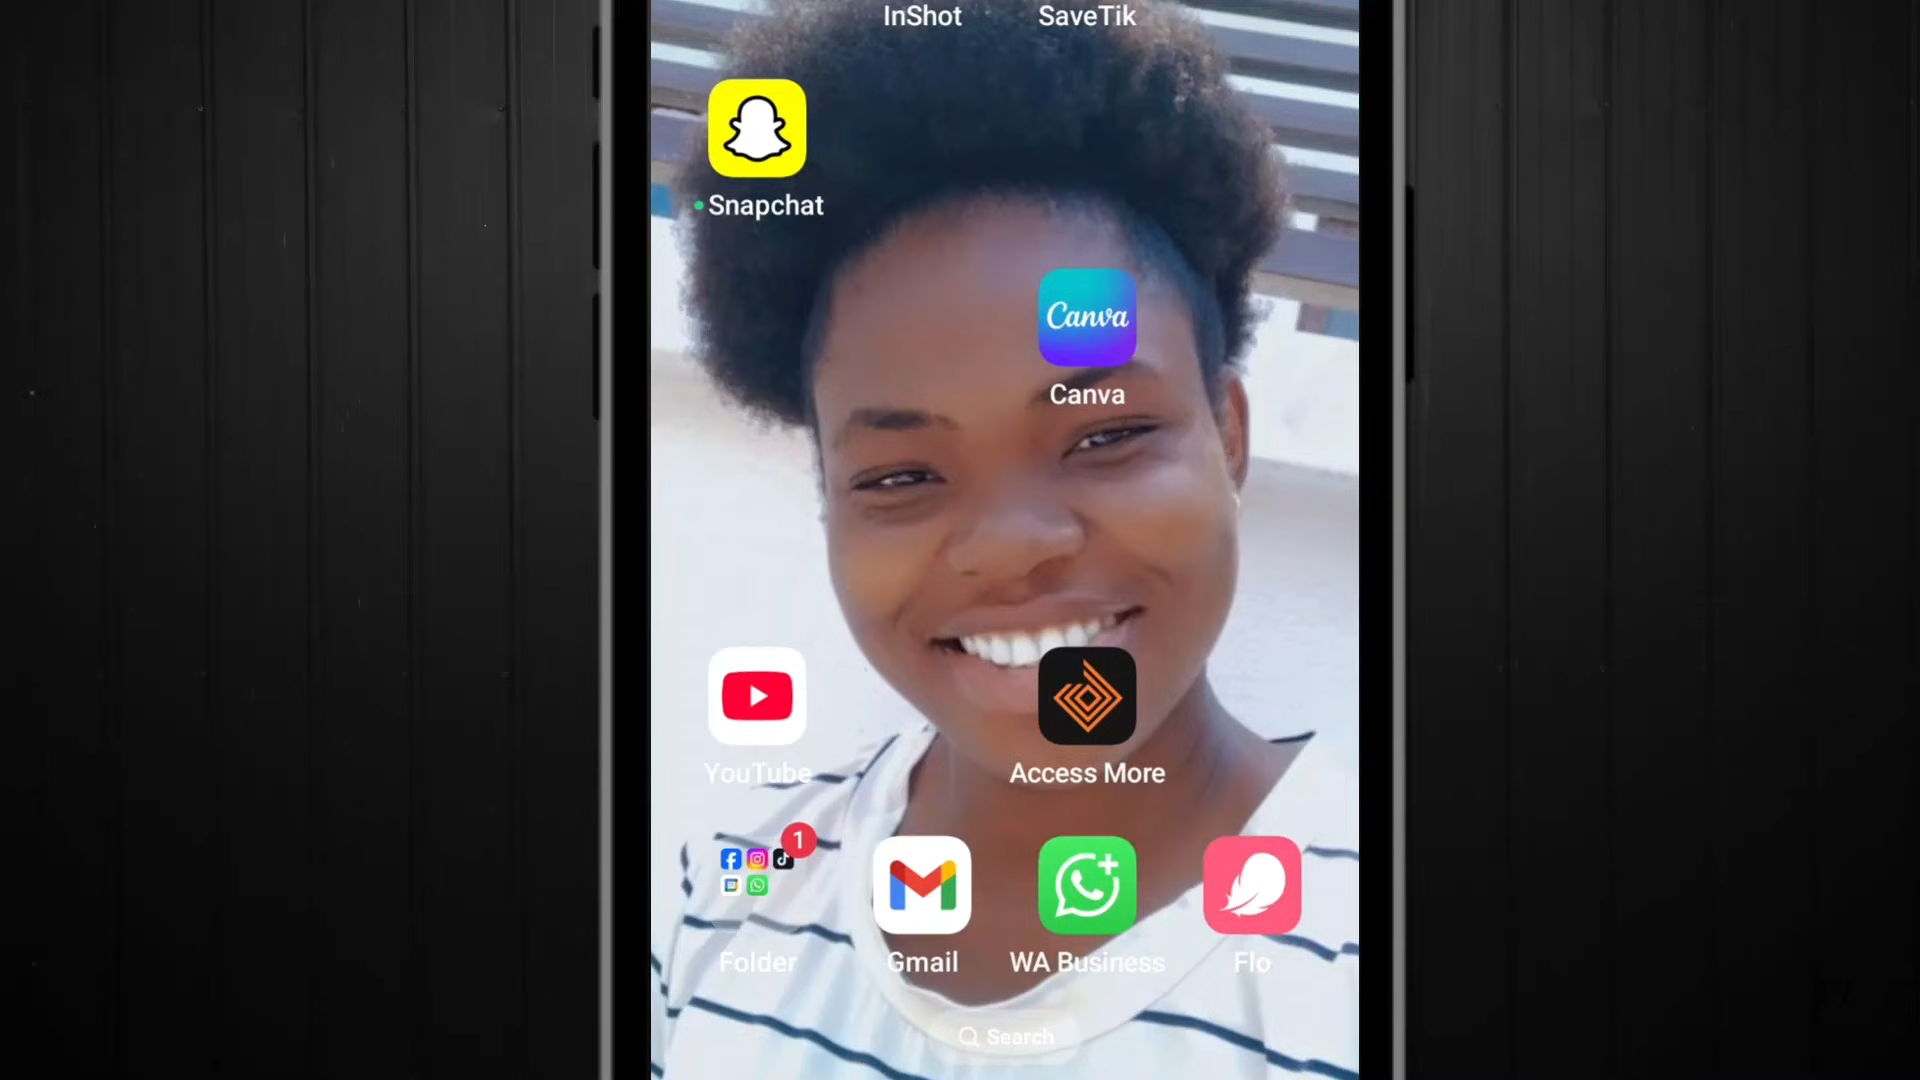 InShot SaveTik
Snapchat
Canva
Canva
YouTube Access More
1
Folder Gmail WA Business Flo
Search